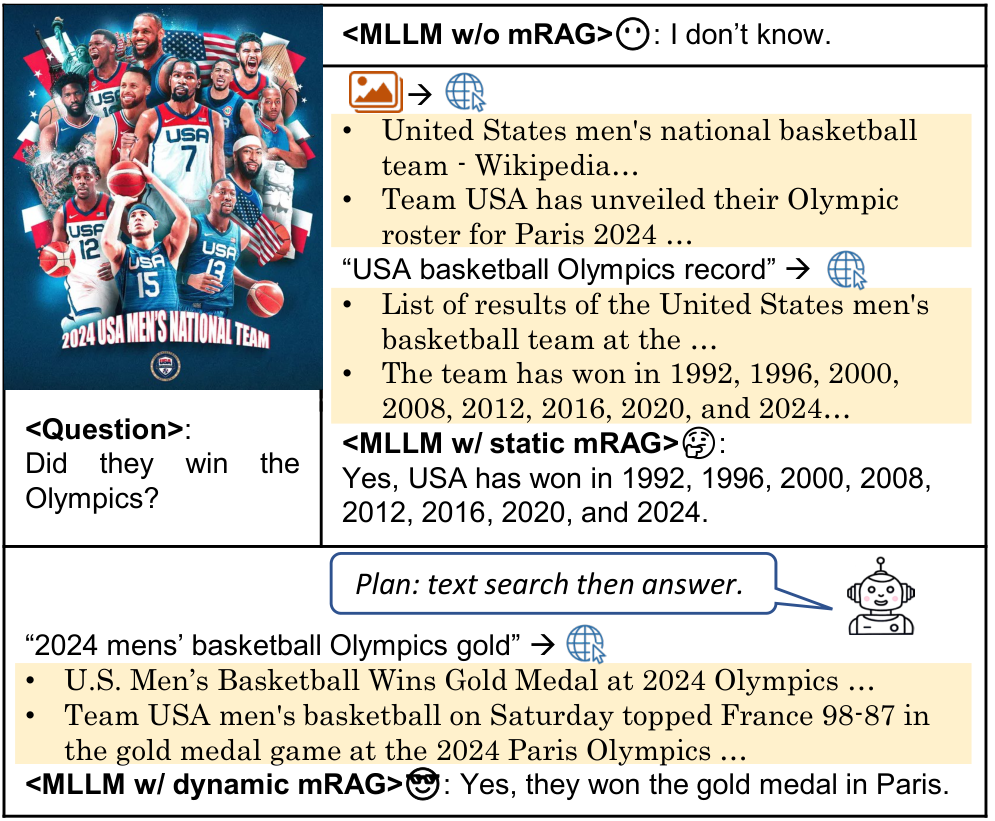 USA
USA
7
USA
12
USA
15
USA
13
2024 USA MEN'S NATIONAL TEAM
<Question>:
Did they win the
Olympics?
<MLLM w/o mRAG>: I don't know.
• United States men's national basketball
team - Wikipedia...
• Team USA has unveiled their Olympic
roster for Paris 2024 ...
“USA basketball Olympics record” →
• List of results of the United States men's
basketball team at the ...
• The team has won in 1992, 1996, 2000,
2008, 2012, 2016, 2020, and 2024...
<MLLM w/ static mRAG>:
Yes, USA has won in 1992, 1996, 2000, 2008,
2012, 2016, 2020, and 2024.
Plan: text search then answer.
“2024 mens’ basketball Olympics gold” →
• U.S. Men’s Basketball Wins Gold Medal at 2024 Olympics ...
• Team USA men's basketball on Saturday topped France 98-87 in
the gold medal game at the 2024 Paris Olympics ...
<MLLM w/ dynamic mRAG>: Yes, they won the gold medal in Paris.